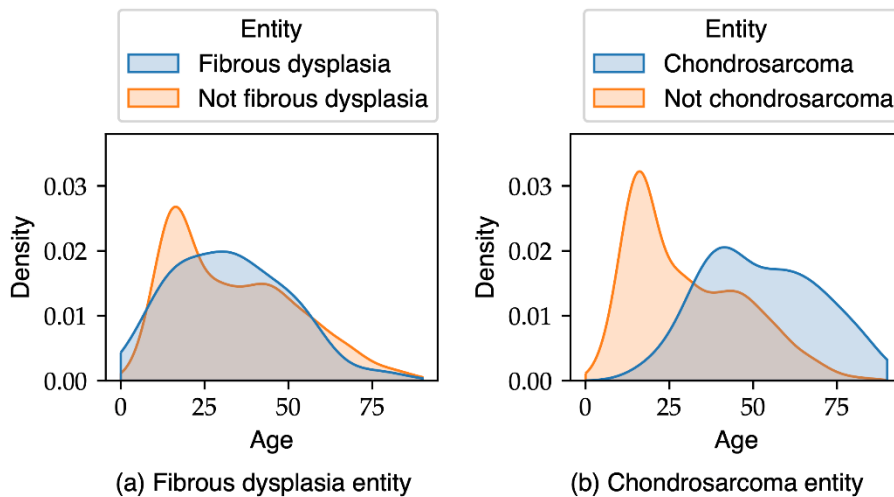 Entity
Fibrous dysplasia
Not fibrous dysplasia
0.03
0.02
0.01
0.00
Density
0 25 50 75
Age
(a) Fibrous dysplasia entity
Entity
Chondrosarcoma
Not chondrosarcoma
0.03
0.02
0.01
0.00
Density
0 25 50 75
Age
(b) Chondrosarcoma entity